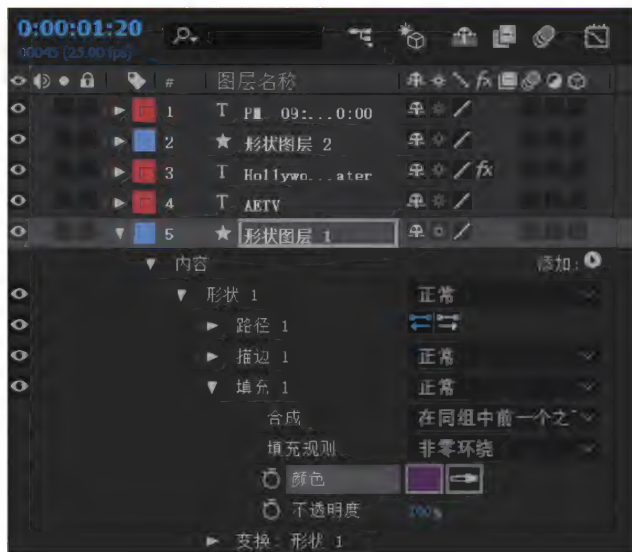 0:00:01:20
00045 (25.00 fps)
# 图层名称
1 T PM 09:...0:00
2 ★ 形状图层 2
3 T Hollywo...ater fx
4 T AETV
5 ★ 形状图层 1
内容 添加:
形状 1 正常
路径 1
描边 1 正常
填充 1 正常
合成 在同组中前一个之
填充规则 非零环绕
颜色
不透明度 100%
变换:形状 1